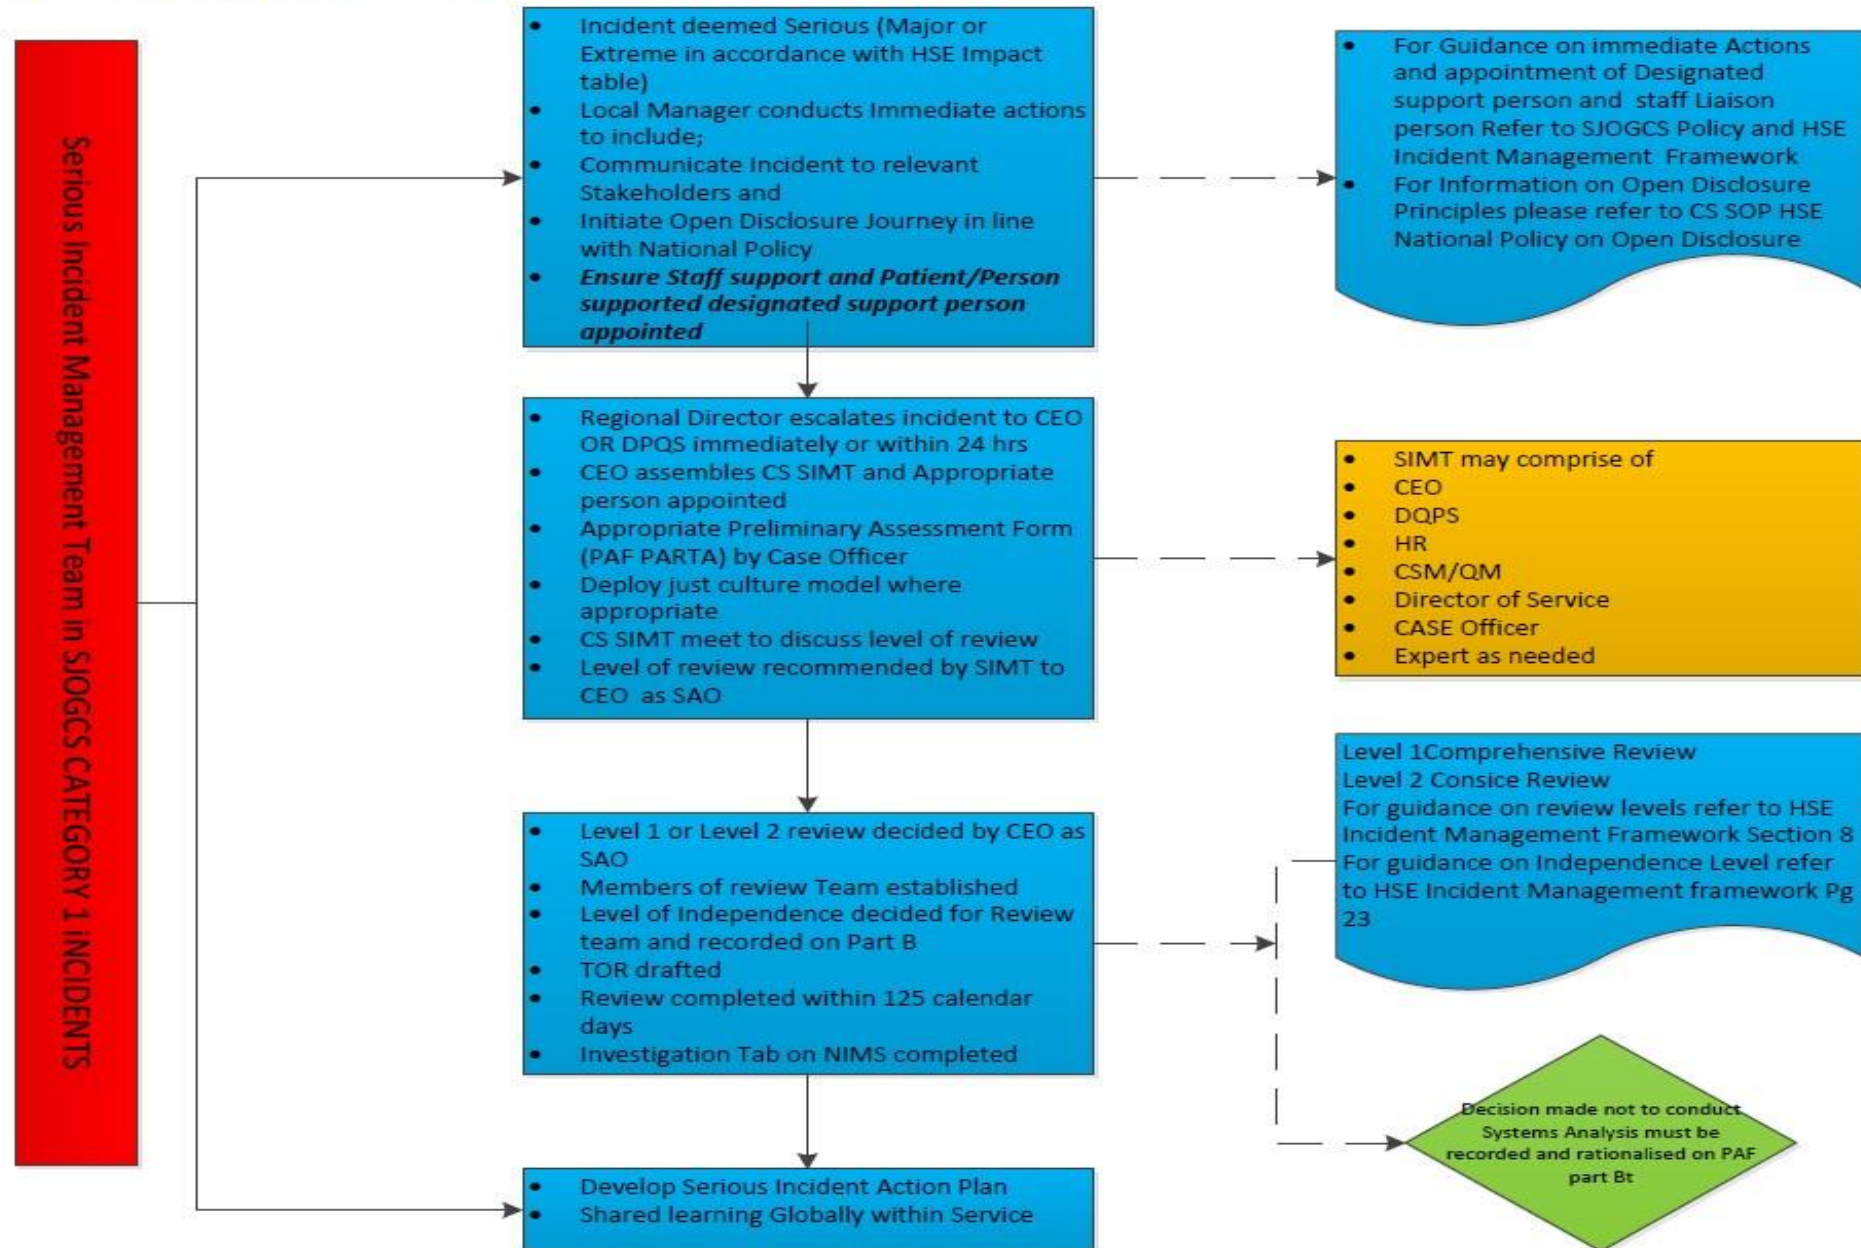 Serious Incident Management Team in SJOGCS CATEGORY 1 iNCIDENTS
• Incident deemed Serious (Major or
Extreme in accordance with HSE Impact
table)
• Local Manager conducts Immediate actions
to include;
• Communicate Incident to relevant
Stakeholders and
• Initiate Open Disclosure Journey in line
with National Policy
• Ensure Staff support and Patient/Person
supported designated support person
appointed
• For Guidance on immediate Actions
and appointment of Designated
support person and staff Liaison
person Refer to SJOGCS Policy and HSE
Incident Management Framework
• For Information on Open Disclosure
Principles please refer to CS SOP HSE
National Policy on Open Disclosure
• Regional Director escalates incident to CEO
OR DPQS immediately or within 24 hrs
• CEO assembles CS SIMT and Appropriate
person appointed
• Appropriate Preliminary Assessment Form
(PAF PARTA) by Case Officer
• Deploy just culture model where
appropriate
• CS SIMT meet to discuss level of review
• Level of review recommended by SIMT to
CEO as SAO
• SIMT may comprise of
• CEO
• DQPS
• HR
• CSM/QM
• Director of Service
• CASE Officer
• Expert as needed
• Level 1 or Level 2 review decided by CEO as
SAO
• Members of review Team established
• Level of Independence decided for Review
team and recorded on Part B
• TOR drafted
• Review completed within 125 calendar
days
• Investigation Tab on NIMS completed
Level 1Comprehensive Review
Level 2 Consice Review
For guidance on review levels refer to HSE
Incident Management Framework Section 8
For guidance on Independence Level refer
to HSE Incident Management framework Pg
23
Decision made not to conduct
Systems Analysis must be
recorded and rationalised on PAF
part Bt
• Develop Serious Incident Action Plan
• Shared learning Globally within Service